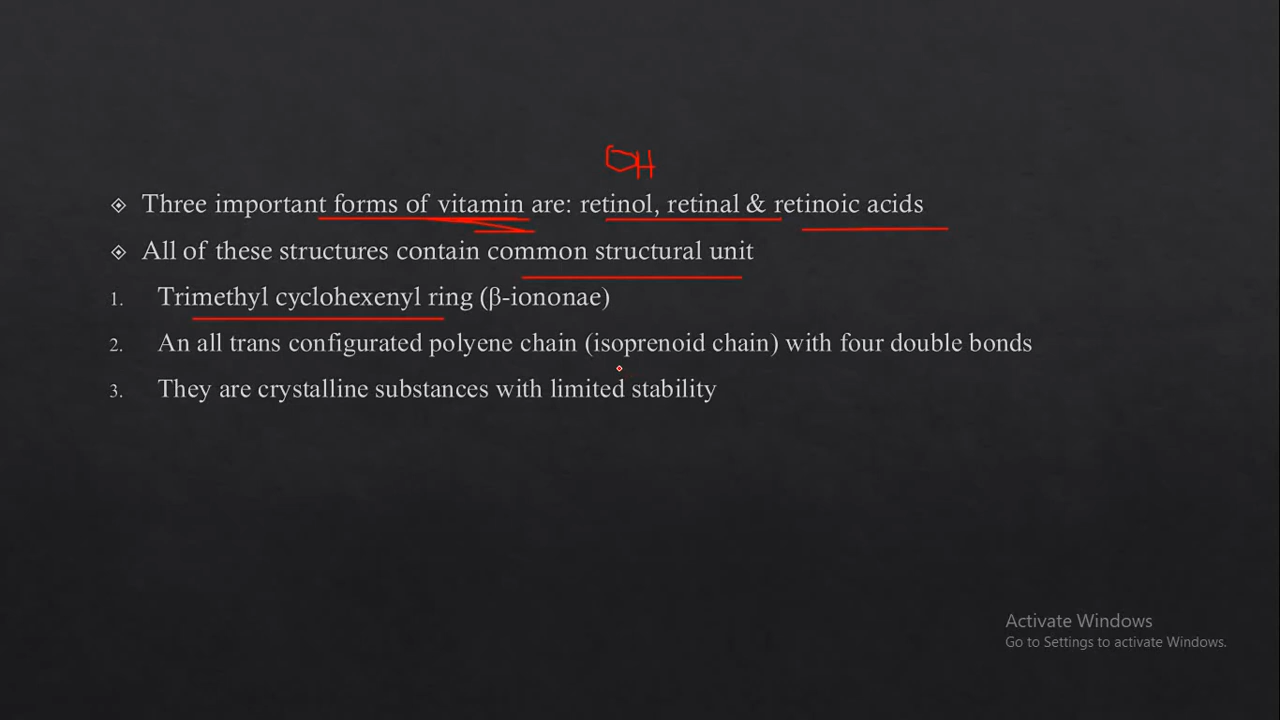 OH
Three important forms of vitamin are: retinol, retinal & retinoic acids
All of these structures contain common structural unit
1. Trimethyl cyclohexenyl ring (β-iononae)
2. An all trans configurated polyene chain (isoprenoid chain) with four double bonds
3. They are crystalline substances with limited stability
Activate Windows
Go to Settings to activate Windows.